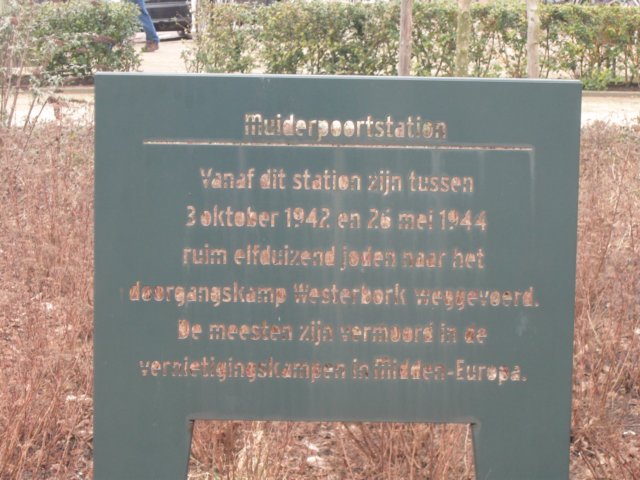 Muiderpoortstation
Vanaf dit station zijn tussen
3 oktober 1942 en 26 mei 1944
ruim elfduizend joden naar het
doorgangskamp Westerbork weggevoerd.
De meesten zijn vermoord in de
vernietigingskampen in Midden-Europa.